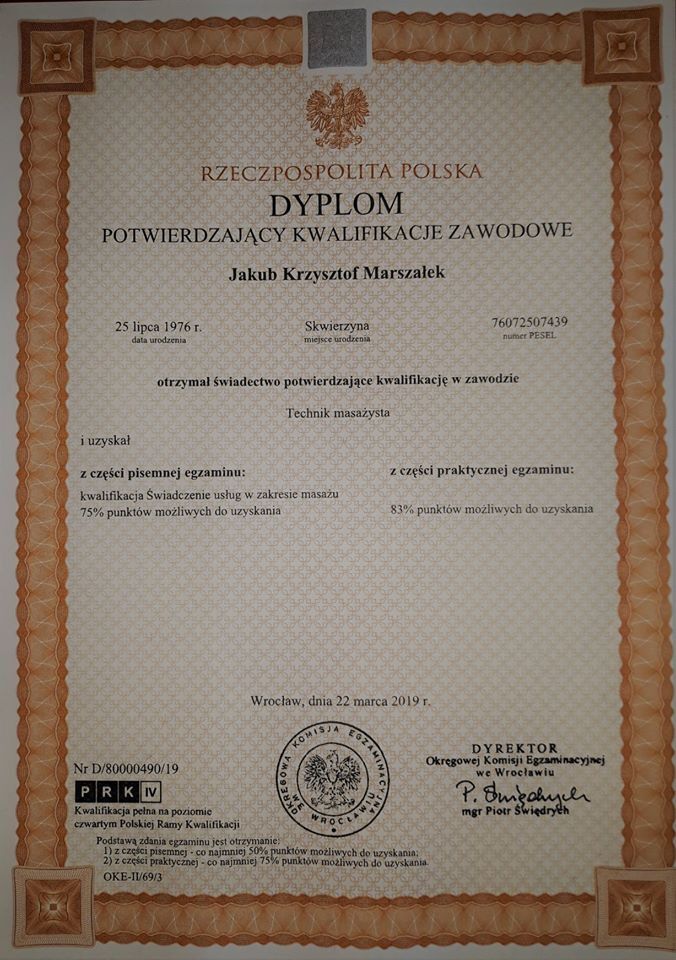 RZECZPOSPOLITA POLSKA
DYPLOM
POTWIERDZAJĄCY KWALIFIKACJE ZAWODOWE
Jakub Krzysztof Marszałek
25 lipca 1976 r. Skwierzyna 76072507439
data urodzenia miejsce urodzenia numer PESEL
otrzymał świadectwo potwierdzające kwalifikację w zawodzie
Technik masażysta
i uzyskał
z części pisemnej egzaminu: z części praktycznej egzaminu:
kwalifikacja Świadczenie usług w zakresie masażu
75% punktów możliwych do uzyskania 83% punktów możliwych do uzyskania
Wrocław, dnia 22 marca 2019 r.
OKRĘGOWA KOMISJA EGZAMINACYJNA
WE WROCŁAWIU
DYREKTOR
Okręgowej Komisji Egzaminacyjnej
we Wrocławiu
P. Świędrych
mgr Piotr Świędrych
Nr D/80000490/19
PRK IV
Kwalifikacja pełna na poziomie
czwartym Polskiej Ramy Kwalifikacji
Podstawą zdania egzaminu jest otrzymanie:
1) z części pisemnej - co najmniej 50% punktów możliwych do uzyskania;
2) z części praktycznej - co najmniej 75% punktów możliwych do uzyskania.
OKE-II/69/3